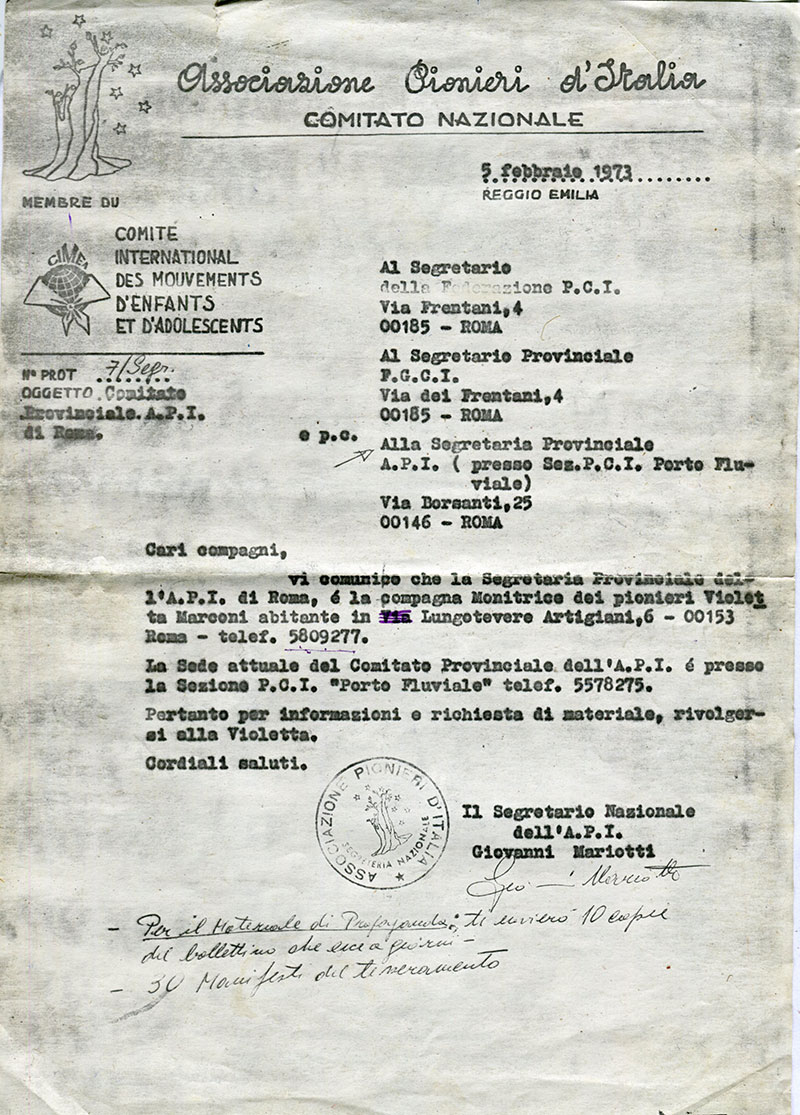 Associazione Pionieri d'Italia
COMITATO NAZIONALE
5 febbraio 1973
REGGIO EMILIA
MEMBRE DU
CIMEA
COMITÉ
INTERNATIONAL
DES MOUVEMENTS
D'ENFANTS
ET D'ADOLESCENTS
N° PROT 7/Segr.
OGGETTO Comitato
Provinciale A.P.I.
di Roma.
Al Segretario
della Federazione P.C.I.
Via Frentani,4
00185 - ROMA
Al Segretario Provinciale
F.G.C.I.
Via dei Frentani,4
00185 - ROMA
e p.c.
Alla Segretaria Provinciale
A.P.I. ( presso Sez.P.C.I. Porto Flu-
viale)
Via Borsanti,25
00146 - ROMA
Cari compagni,
vi comunico che la Segretaria Provinciale del-
l'A.P.I. di Roma, é la compagna Monitrice dei pionieri Violet
ta Marconi abitante in Via Lungotevere Artigiani,6 - 00153
Roma - telef. 5809277.
La Sede attuale del Comitato Provinciale dell'A.P.I. é presso
la Sezione P.C.I. "Porto Fluviale" telef. 5578275.
Pertanto per informazioni e richiesta di materiale, rivolger-
si alla Violetta.
Cordiali saluti.
ASSOCIAZIONE PIONIERI D'ITALIA
SEGRETERIA NAZIONALE
Il Segretario Nazionale
dell'A.P.I.
Giovanni Mariotti
- Per il Materiale di Propaganda: ti invierò 10 copie
del bollettino che esce a giorni -
- 30 Manifesti del tesseramento